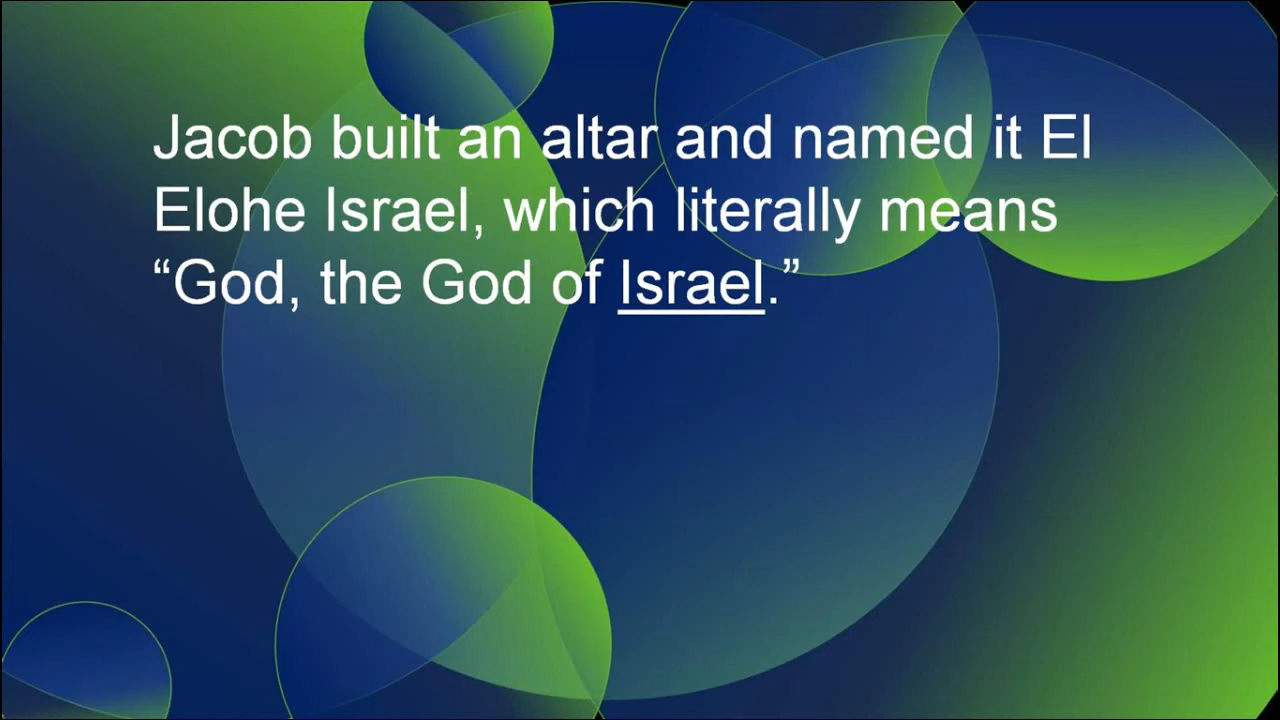 Jacob built an altar and named it El
Elohe Israel, which literally means
“God, the God of Israel.”